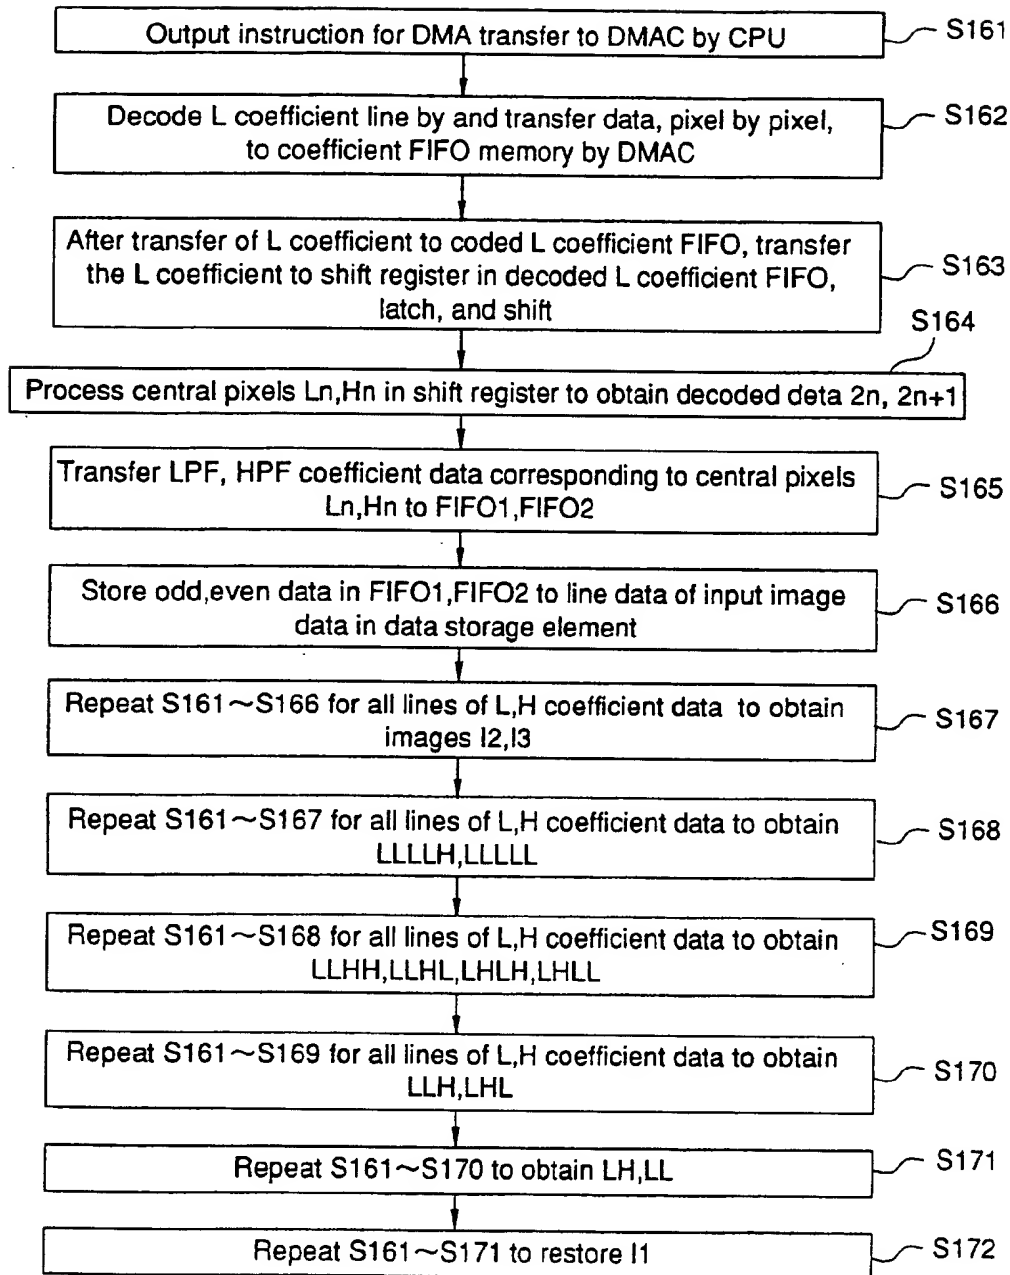 Output instruction for DMA transfer to DMAC by CPU
S161
Decode L coefficient line by and transfer data, pixel by pixel,
to coefficient FIFO memory by DMAC
S162
After transfer of L coefficient to coded L coefficient FIFO, transfer
the L coefficient to shift register in decoded L coefficient FIFO,
latch, and shift
S163
S164
Process central pixels Ln,Hn in shift register to obtain decoded deta 2n, 2n+1
Transfer LPF, HPF coefficient data corresponding to central pixels
Ln,Hn to FIFO1,FIFO2
S165
Store odd,even data in FIFO1,FIFO2 to line data of input image
data in data storage element
S166
Repeat S161~S166 for all lines of L,H coefficient data to obtain
images I2,I3
S167
Repeat S161~S167 for all lines of L,H coefficient data to obtain
LLLLH,LLLLL
S168
Repeat S161~S168 for all lines of L,H coefficient data to obtain
LLHH,LLHL,LHLH,LHLL
S169
Repeat S161~S169 for all lines of L,H coefficient data to obtain
LLH,LHL
S170
Repeat S161~S170 to obtain LH,LL
S171
Repeat S161~S171 to restore I1
S172